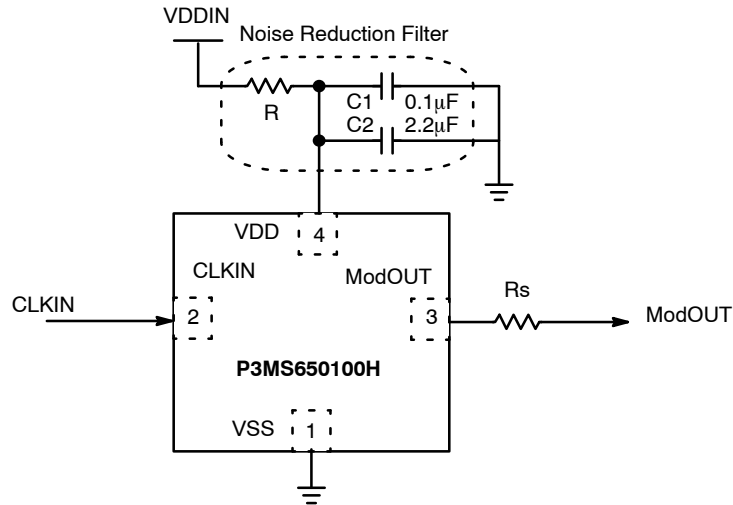 VDDIN
Noise Reduction Filter
R
C1 0.1μF
C2 2.2μF
VDD 4
CLKIN
ModOUT
Rs
CLKIN
2
3
ModOUT
P3MS650100H
VSS 1